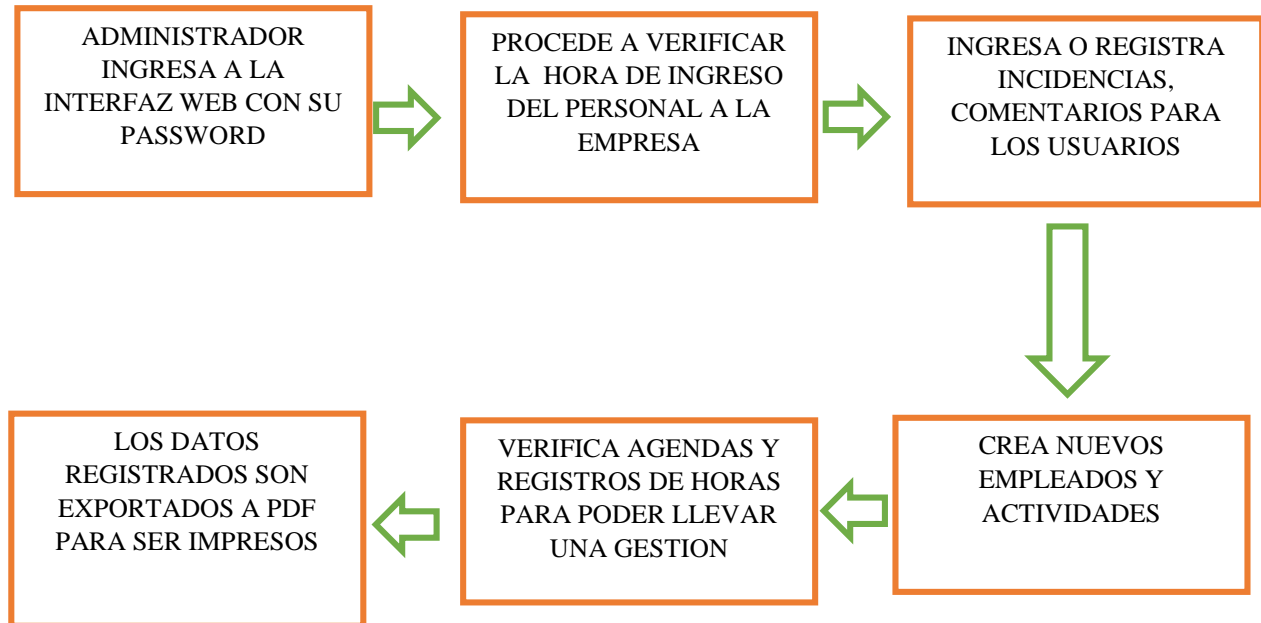 ADMINISTRADOR
INGRESA A LA
INTERFAZ WEB CON SU
PASSWORD
PROCEDE A VERIFICAR
LA HORA DE INGRESO
DEL PERSONAL A LA
EMPRESA
INGRESA O REGISTRA
INCIDENCIAS,
COMENTARIOS PARA
LOS USUARIOS
CREA NUEVOS
EMPLEADOS Y
ACTIVIDADES
VERIFICA AGENDAS Y
REGISTROS DE HORAS
PARA PODER LLEVAR
UNA GESTION
LOS DATOS
REGISTRADOS SON
EXPORTADOS A PDF
PARA SER IMPRESOS